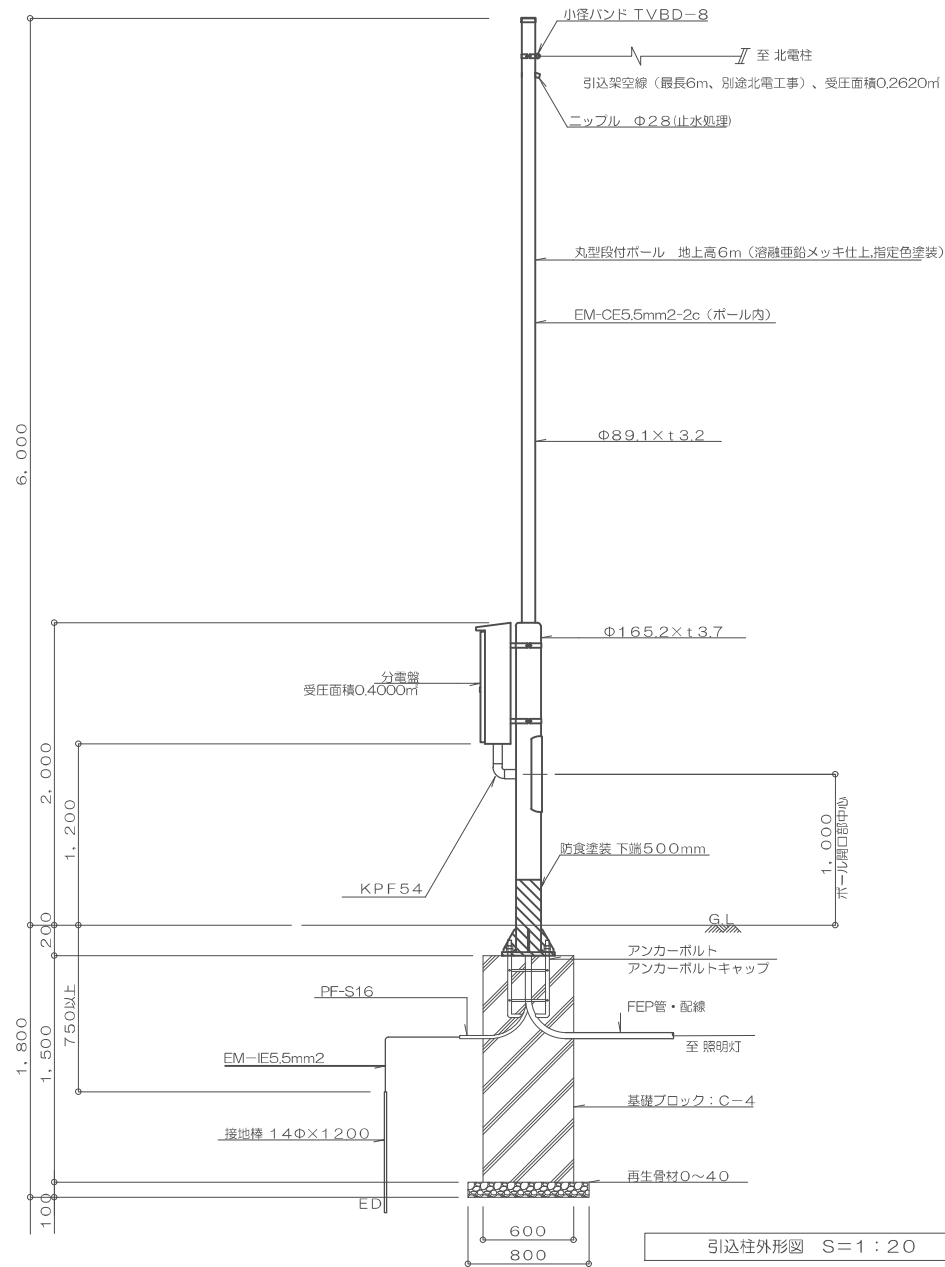 小径バンド TVBD−8
至 北電柱
引込架空線（最長6m、別途北電工事）、受圧面積0.2620㎡
ニップル　Φ28(止水処理)
丸型段付ポール　地上高6m（溶融亜鉛メッキ仕上,指定色塗装）
EM-CE5.5mm2-2c（ポール内）
Φ89.1×t3.2
6,000
Φ165.2×t3.7
分電盤
受圧面積0.4000㎡
2,000
1,200
1,000
ポール開口部中心
防食塗装 下端500mm
KPF54
G.L
200
アンカーボルト
アンカーボルトキャップ
PF-S16
FEP管・配線
至 照明灯
750以上
1,500
1,800
EM−IE5.5mm2
基礎ブロック：C−4
接地棒 14Φ×1200
再生骨材0〜40
ED
100
600
800
引込柱外形図　S=1：20